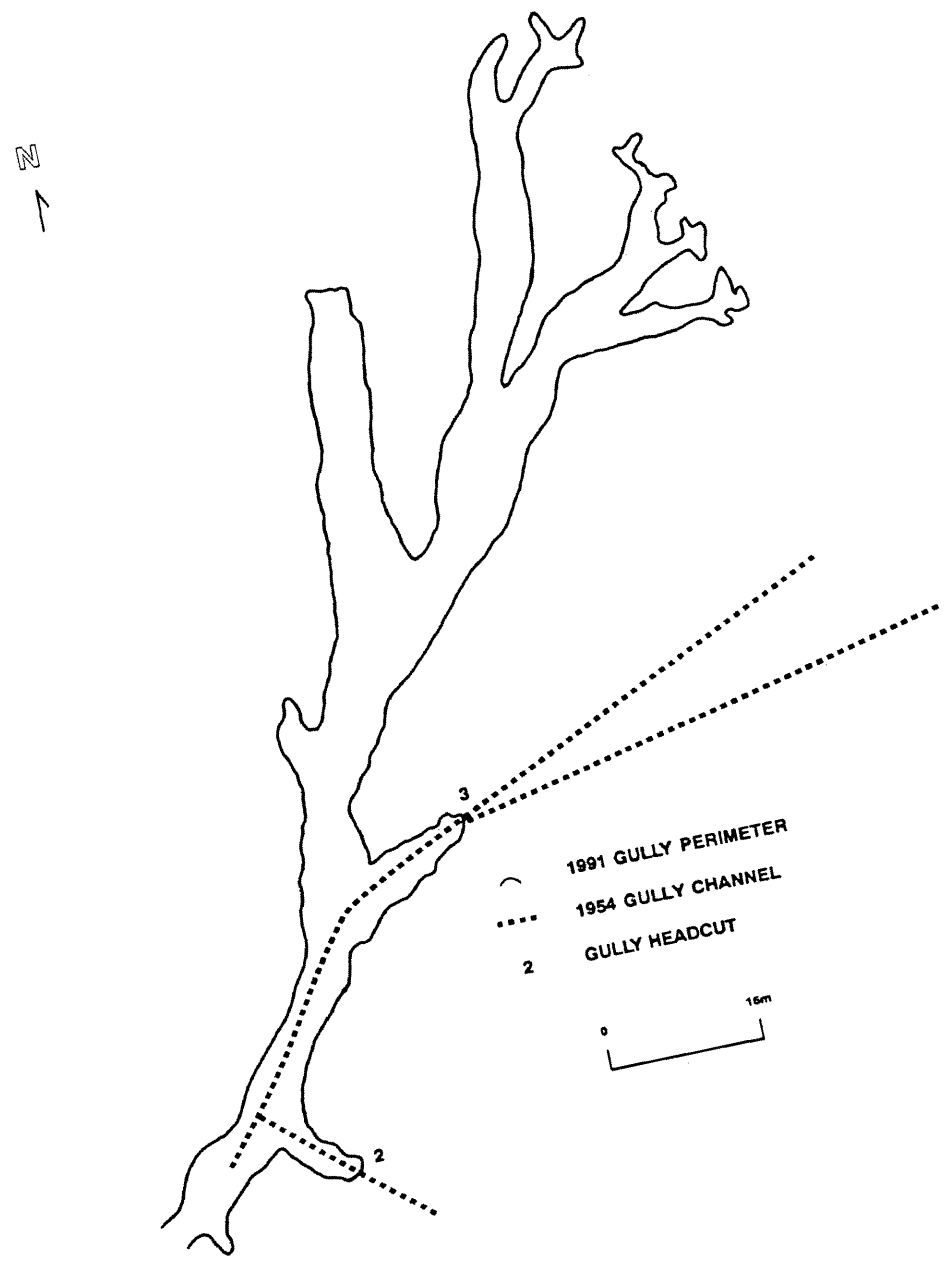 N
3
1991 GULLY PERIMETER
1954 GULLY CHANNEL
2 GULLY HEADCUT
0 15m
2